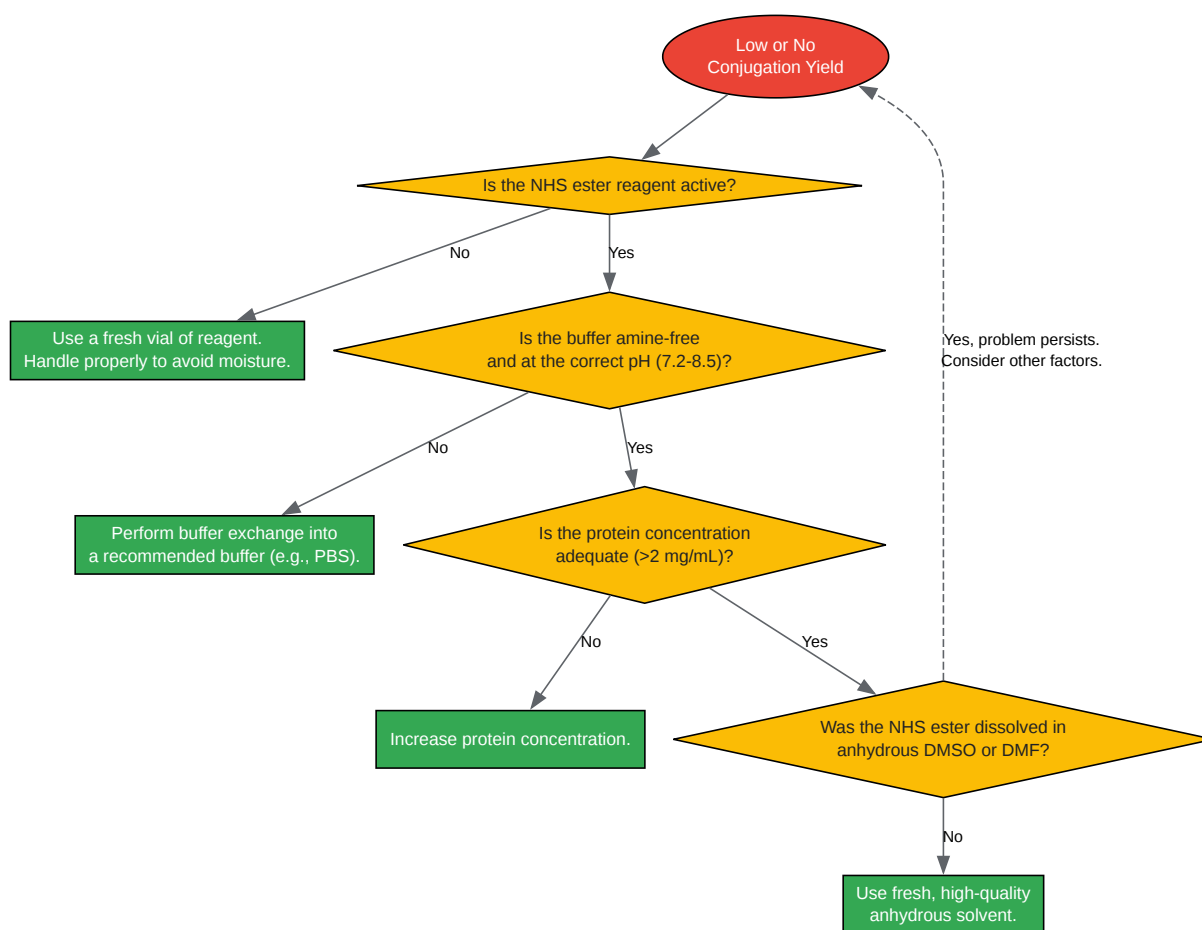 Low or No
Conjugation Yield
Is the NHS ester reagent active?
No
Yes
Use a fresh vial of reagent.
Handle properly to avoid moisture.
Is the buffer amine-free
and at the correct pH (7.2-8.5)?
Yes, problem persists.
Consider other factors.
No
Yes
Perform buffer exchange into
a recommended buffer (e.g., PBS).
Is the protein concentration
adequate (>2 mg/mL)?
No
Yes
Increase protein concentration.
Was the NHS ester dissolved in
anhydrous DMSO or DMF?
No
Use fresh, high-quality
anhydrous solvent.